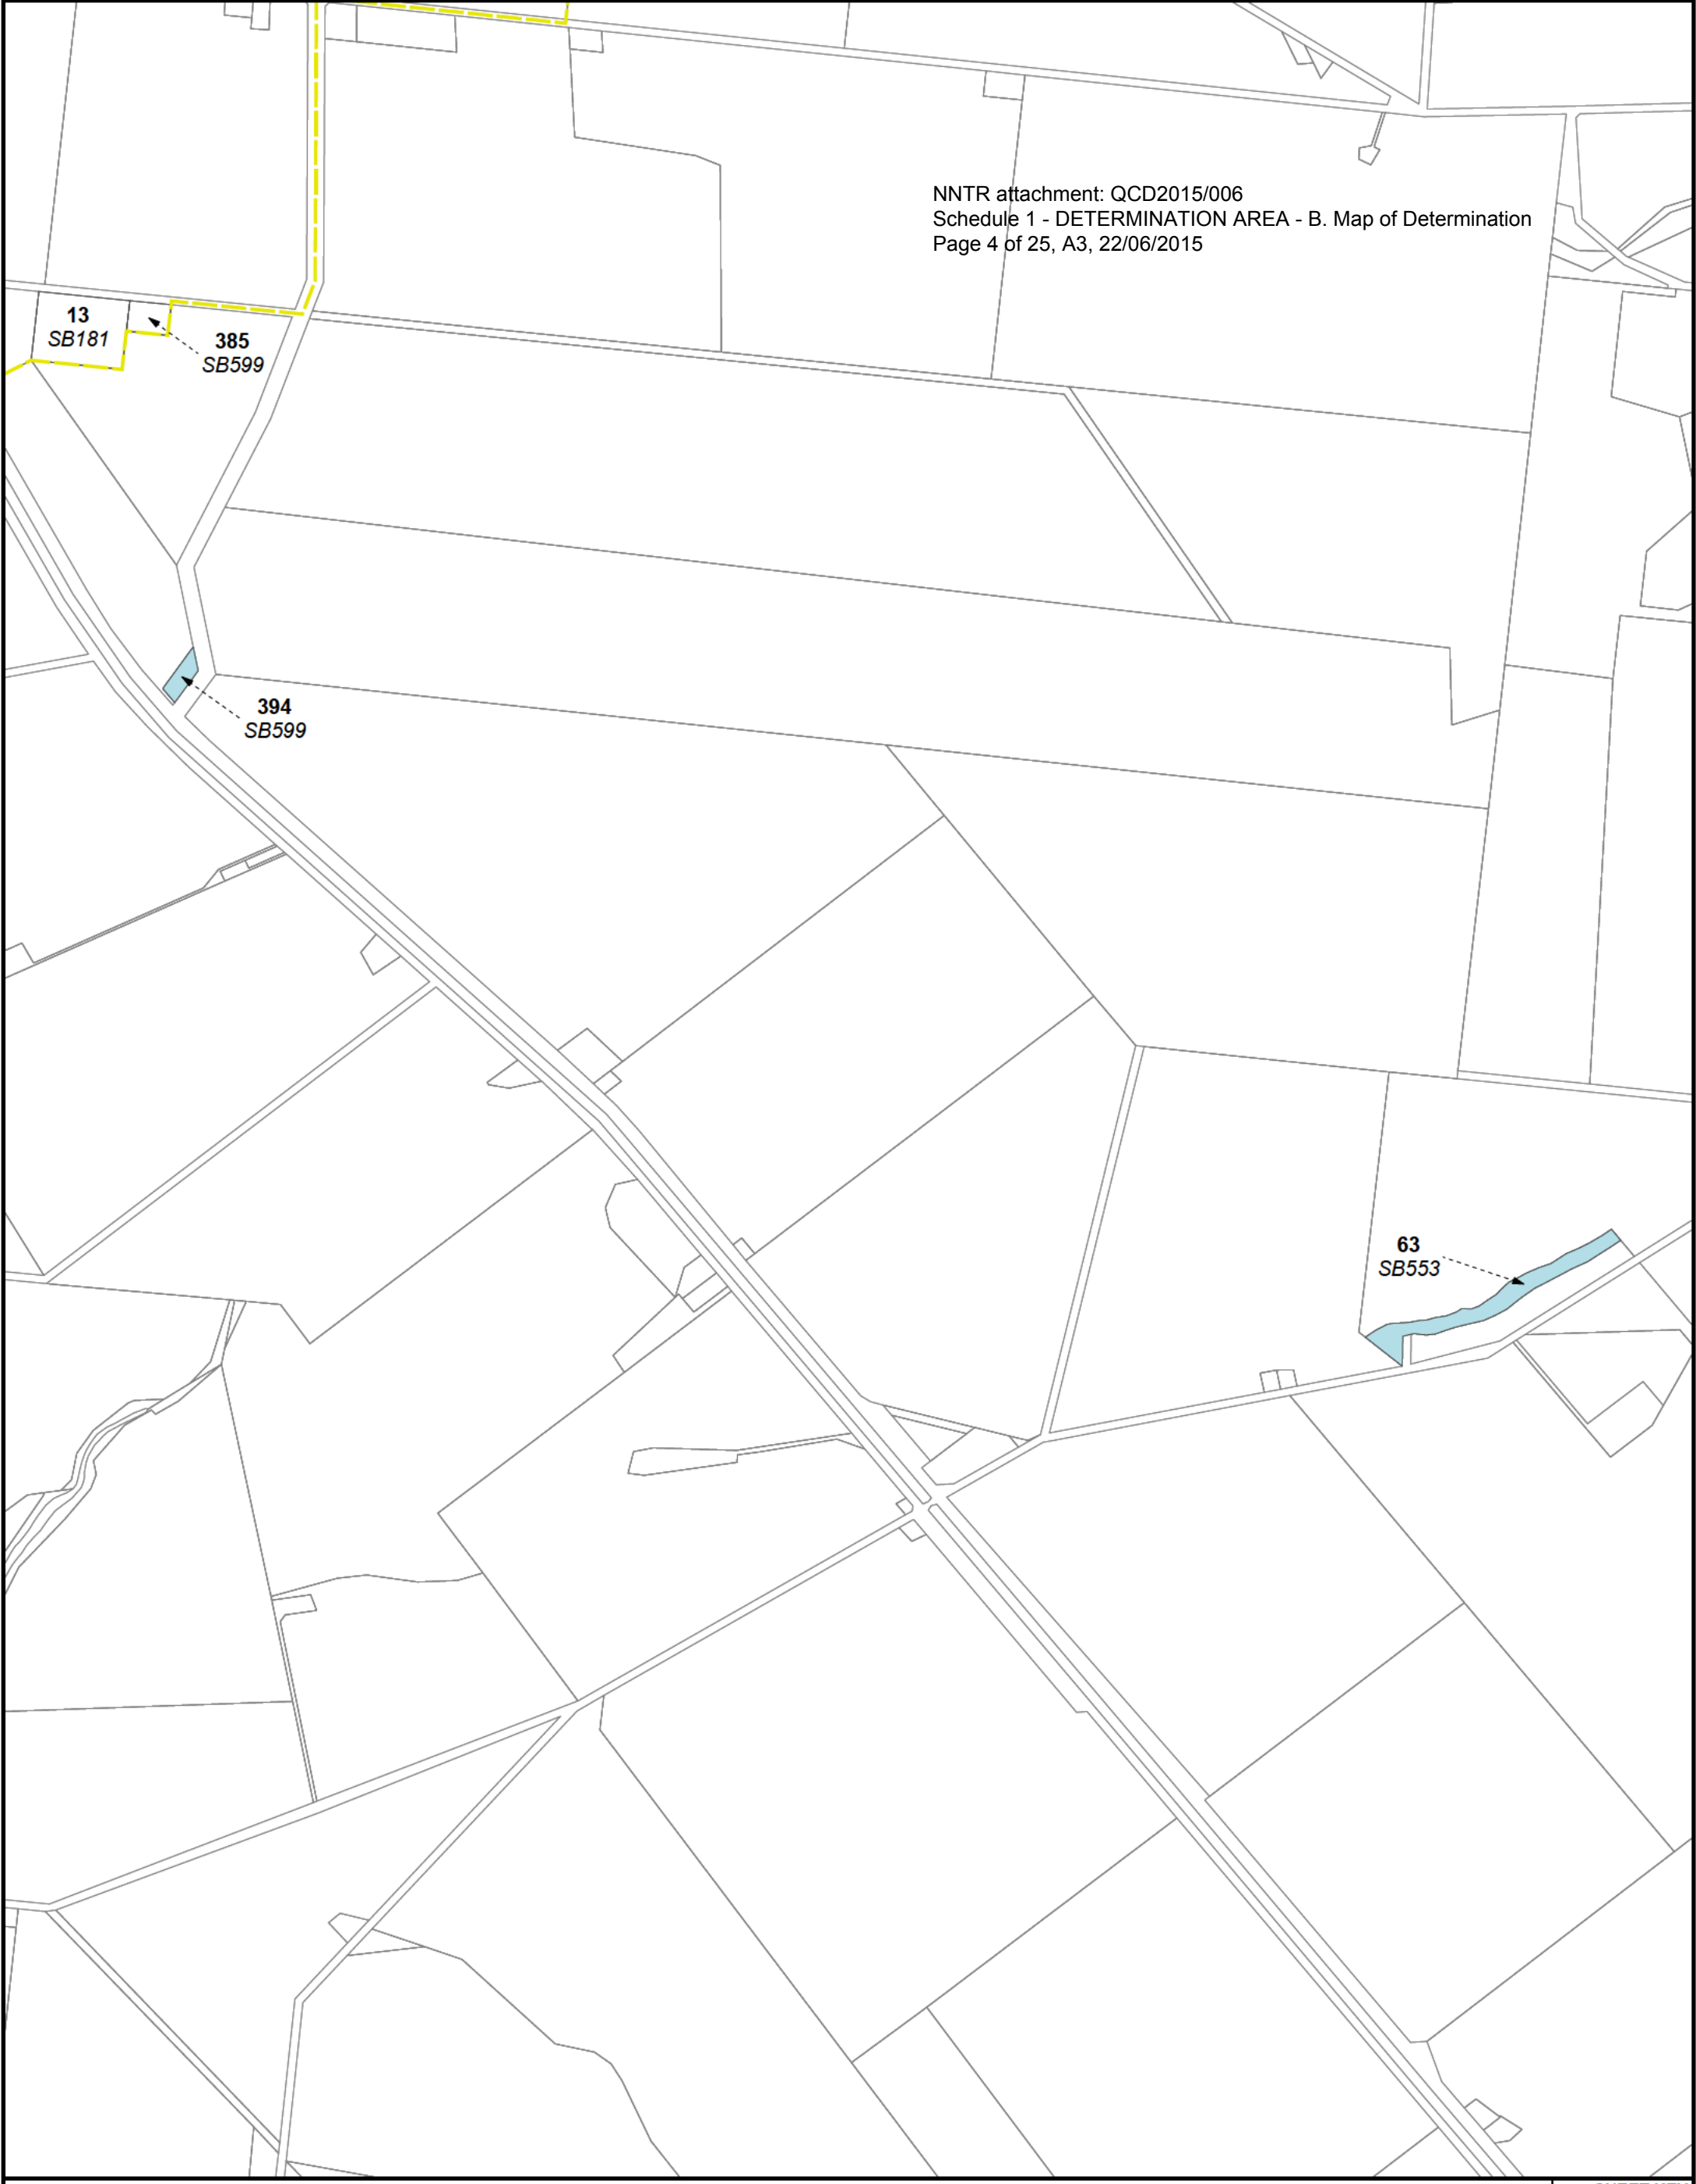 NNTR attachment: QCD2015/006
Schedule 1 - DETERMINATION AREA - B. Map of Determination
Page 4 of 25, A3, 22/06/2015
13
SB181
385
SB599
394
SB599
63
SB553